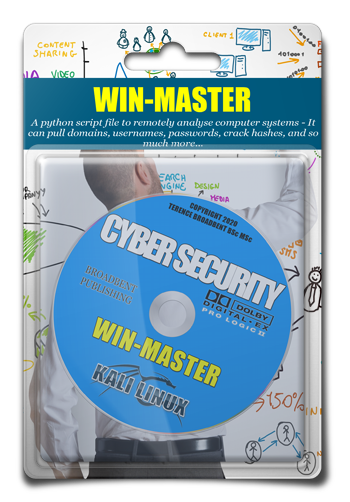 CONTENT
SHARING
CLIENT 1
VIDEO
WIN-MASTER
A python script file to remotely analyse computer systems - It
can pull domains, usernames, passwords, crack hashes, and so
much more...
SEARCH
ENGINE
DESIGN
MEDIA
COPYRIGHT 2020
TERENCE BROADBENT BSc MSc
CYBER SECURITY
BROADBENT
PUBLISHING
DOLBY
DIGITAL·EX
PRO LOGIC II
WIN-MASTER
KALI LINUX
SMS
150%